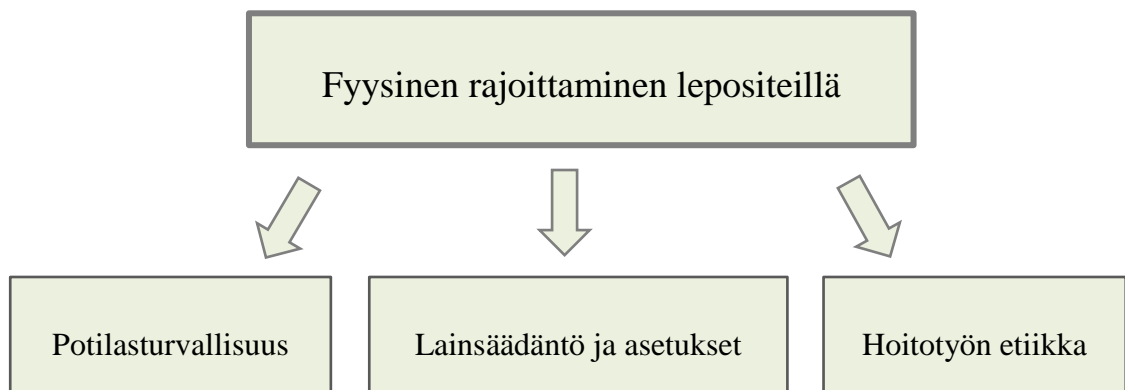 Fyysinen rajoittaminen lepositeillä
Potilasturvallisuus
Lainsäädäntö ja asetukset
Hoitotyön etiikka